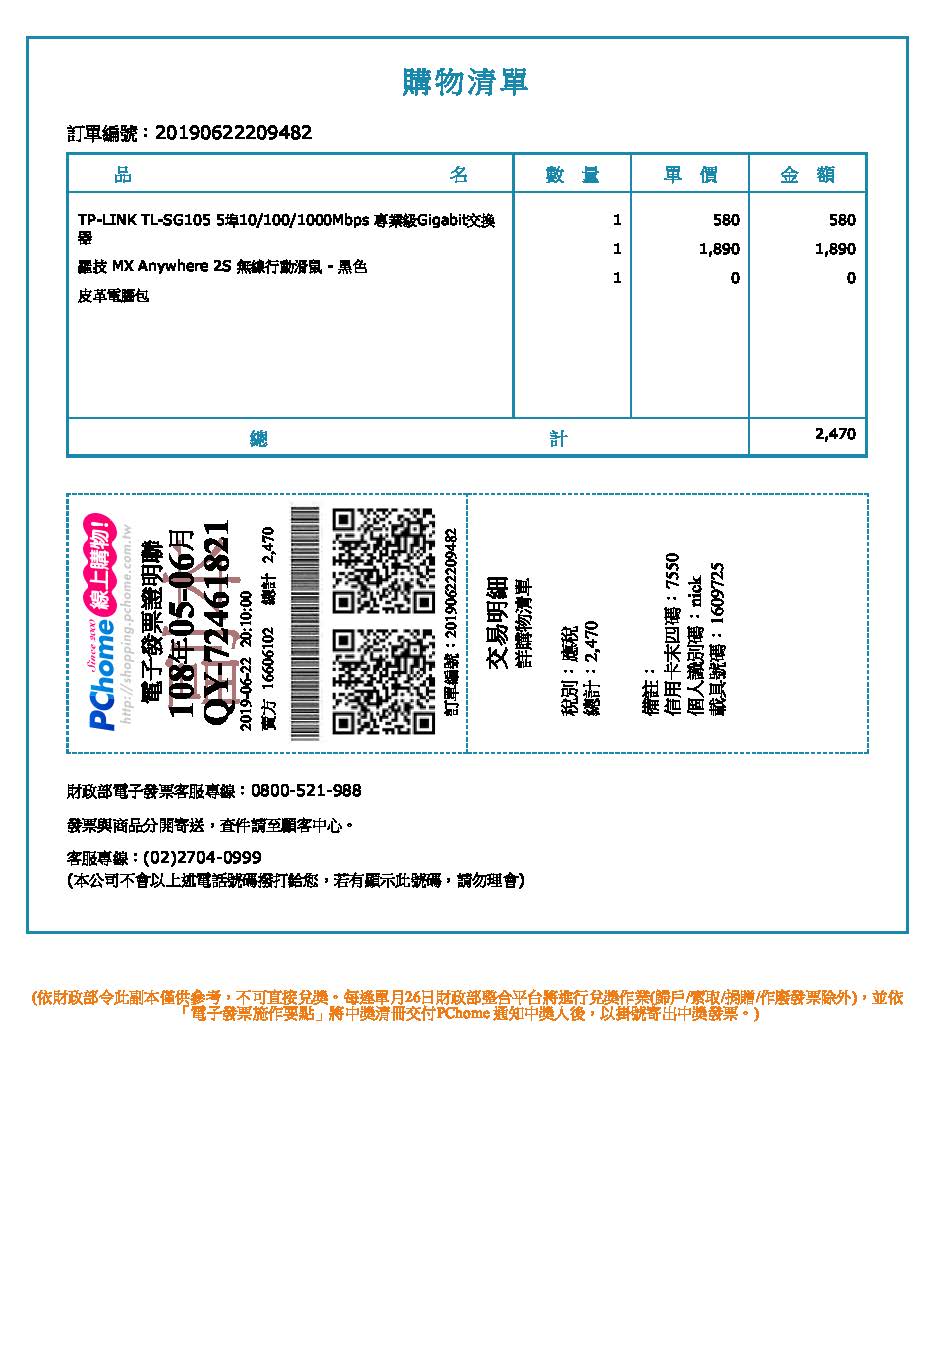 購物清單
訂單編號：20190622209482
品 名 數 量 單 價 金 額
TP-LINK TL-SG105 5埠10/100/1000Mbps 專業級Gigabit交換 1 580 580
器
羅技 MX Anywhere 2S 無線行動滑鼠 - 黑色 1 1,890 1,890
皮革電腦包 1 0 0
總 計 2,470
PChome 線上購物!
Since 2000
http://shopping.pchome.com.tw
電子發票證明聯
108年05-06月
QY-72461821
2019-06-22 20:10:00
賣方 16606102 總計 2,470
訂單編號：20190622209482
副本
交易明細
詳購物清單
稅別：應稅
總計：2,470
備註：
信用卡末四碼：7550
個人識別碼：nick
載具號碼：1609725
財政部電子發票客服專線：0800-521-988
發票與商品分開寄送，查件請至顧客中心。
客服專線：(02)2704-0999
(本公司不會以上述電話號碼撥打給您，若有顯示此號碼，請勿理會)
(依財政部令此副本僅供參考，不可直接兌獎。每逢單月26日財政部整合平台將進行兌獎作業(歸戶/索取/捐贈/作廢發票除外)，並依
「電子發票施作要點」將中獎清冊交付PChome 通知中獎人後，以掛號寄出中獎發票。)